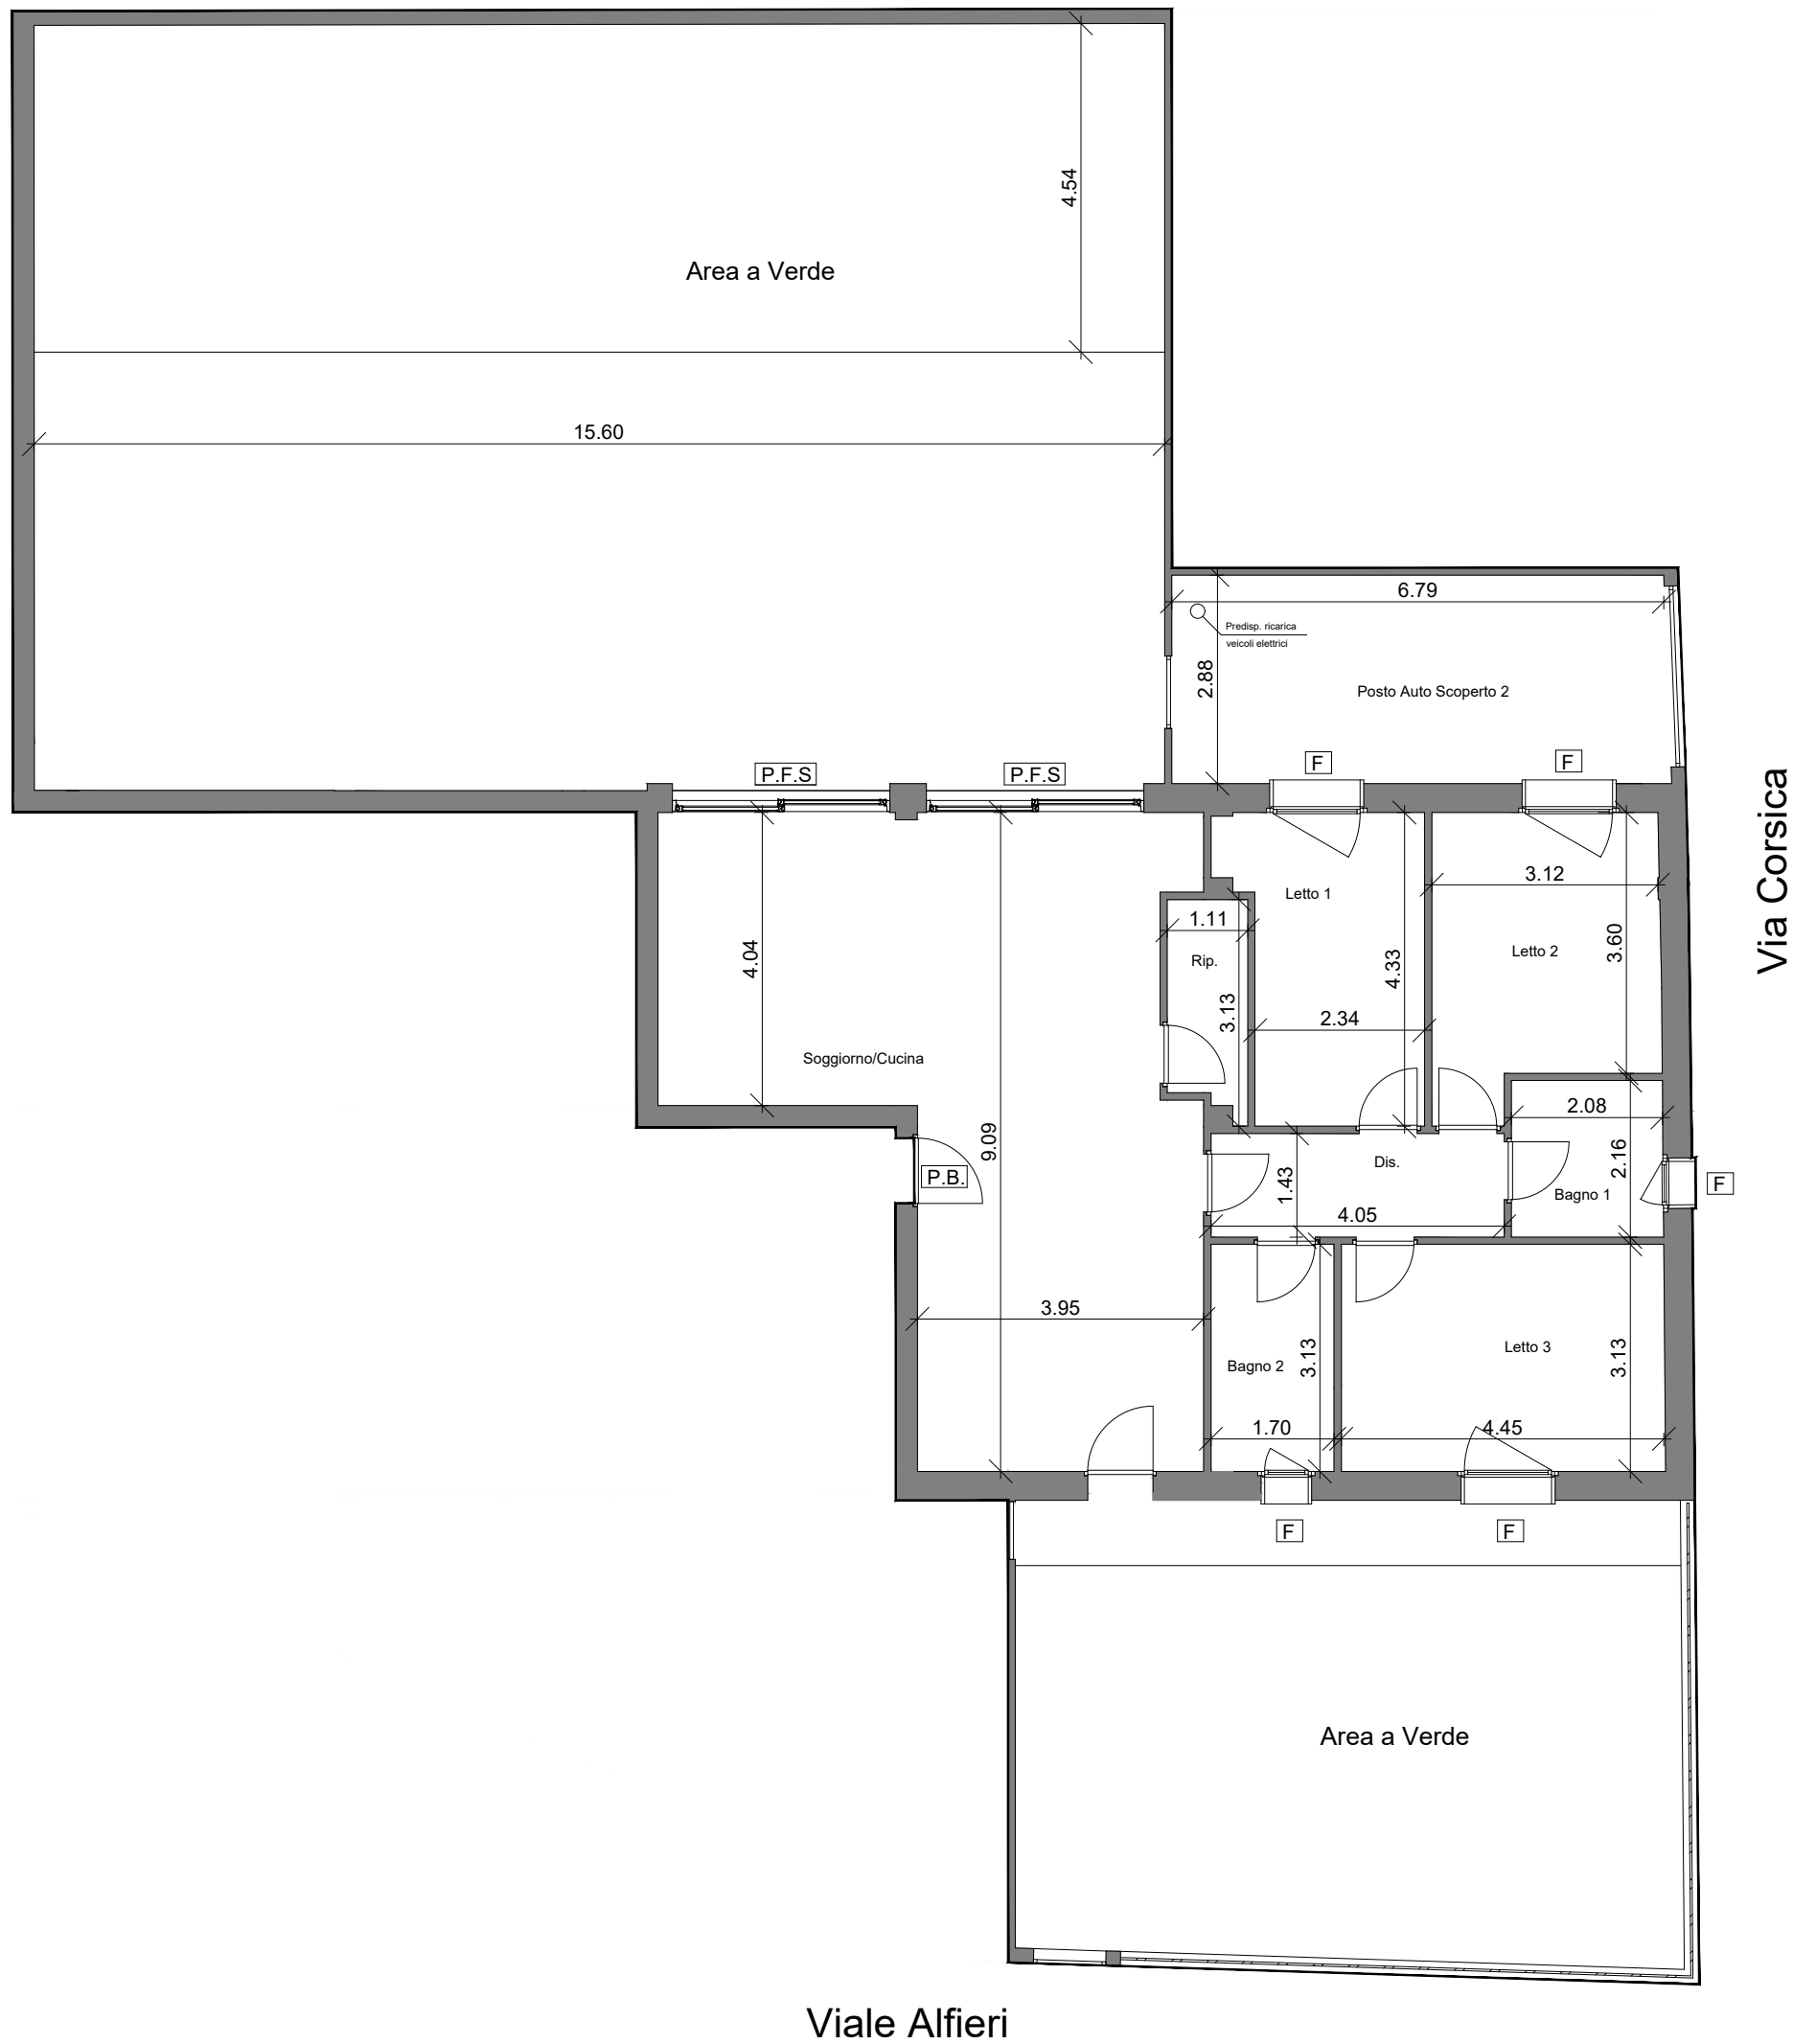 4.54
Area a Verde
15.60
6.79
Predisp. ricarica
veicoli elettrici
2.88
Posto Auto Scoperto 2
P.F.S
P.F.S
F
F
Via Corsica
3.12
Letto 1
1.11
4.04
Rip.
4.33
Letto 2
3.60
3.13
2.34
Soggiorno/Cucina
2.08
9.09
Dis.
2.16
P.B.
1.43
Bagno 1
F
4.05
3.95
Bagno 2
3.13
Letto 3
3.13
1.70
4.45
F
F
Area a Verde
Viale Alfieri